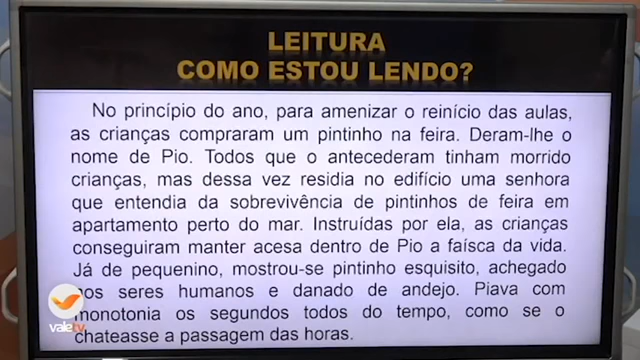 LEITURA
COMO ESTOU LENDO?
No princípio do ano, para amenizar o reinício das aulas,
as crianças compraram um pintinho na feira. Deram-lhe o
nome de Pio. Todos que o antecederam tinham morrido
crianças, mas dessa vez residia no edifício uma senhora
que entendia da sobrevivência de pintinhos de feira em
apartamento perto do mar. Instruídas por ela, as crianças
conseguiram manter acesa dentro de Pio a faísca da vida.
Já de pequenino, mostrou-se pintinho esquisito, achegado
aos seres humanos e danado de andejo. Piava com
monotonia os segundos todos do tempo, como se o
chateasse a passagem das horas.
vale tv